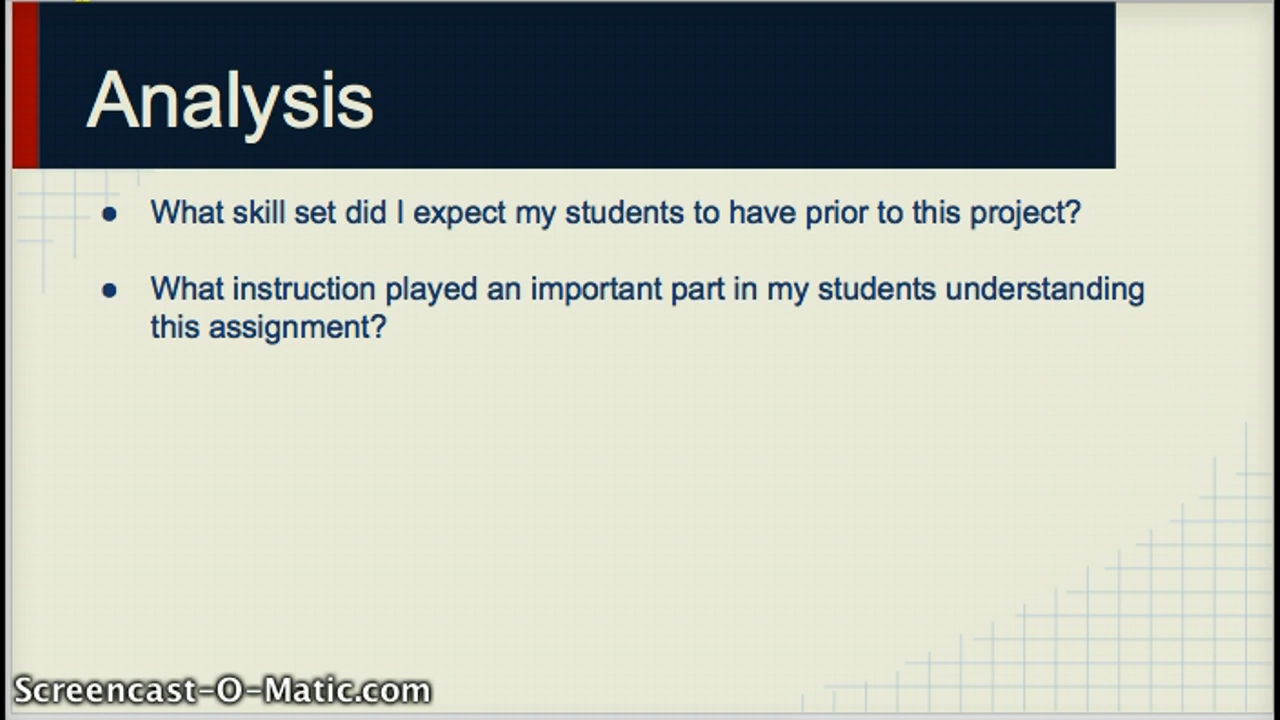 Analysis
● What skill set did I expect my students to have prior to this project?
● What instruction played an important part in my students understanding
this assignment?
Screencast-O-Matic.com